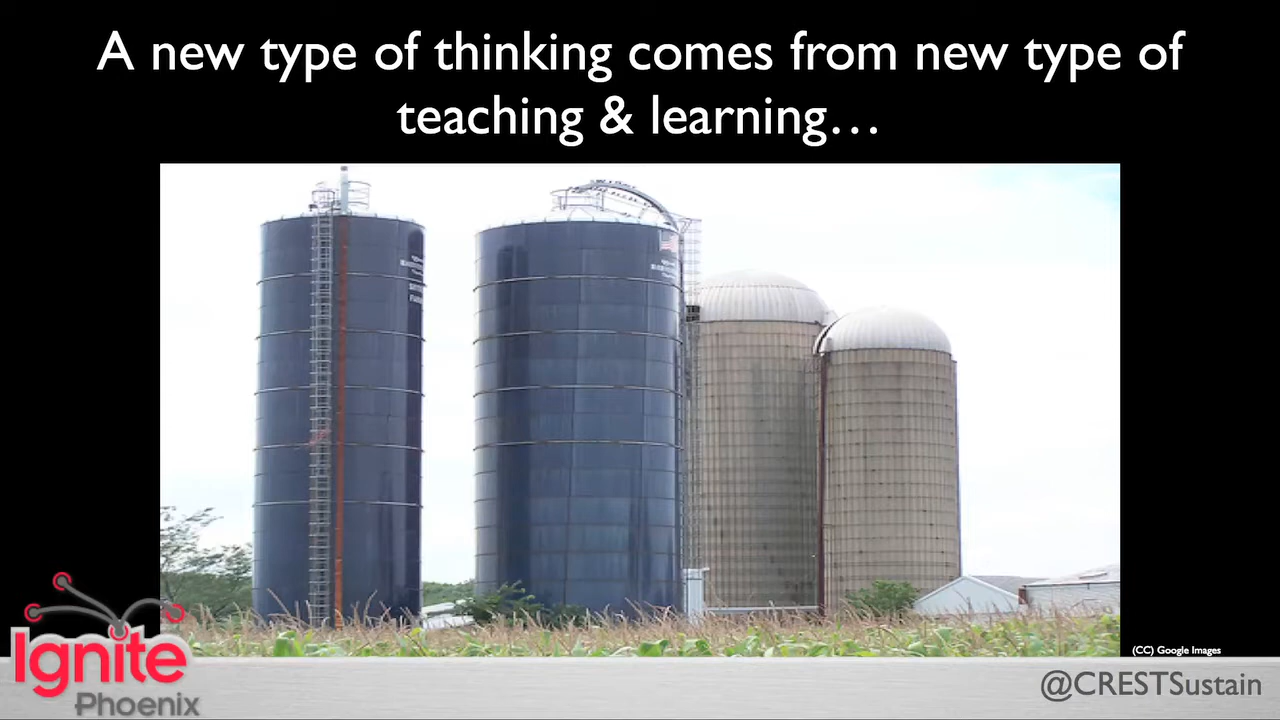 A new type of thinking comes from new type of
teaching & learning…
(CC) Google Images
Ignite
Phoenix
@CRESTSustain